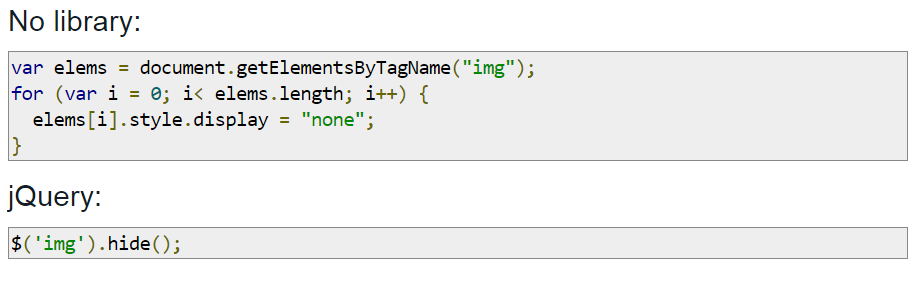 No library:
var elems = document.getElementsByTagName("img");
for (var i = 0; i< elems.length; i++) {
  elems[i].style.display = "none";
}
jQuery:
$('img').hide();